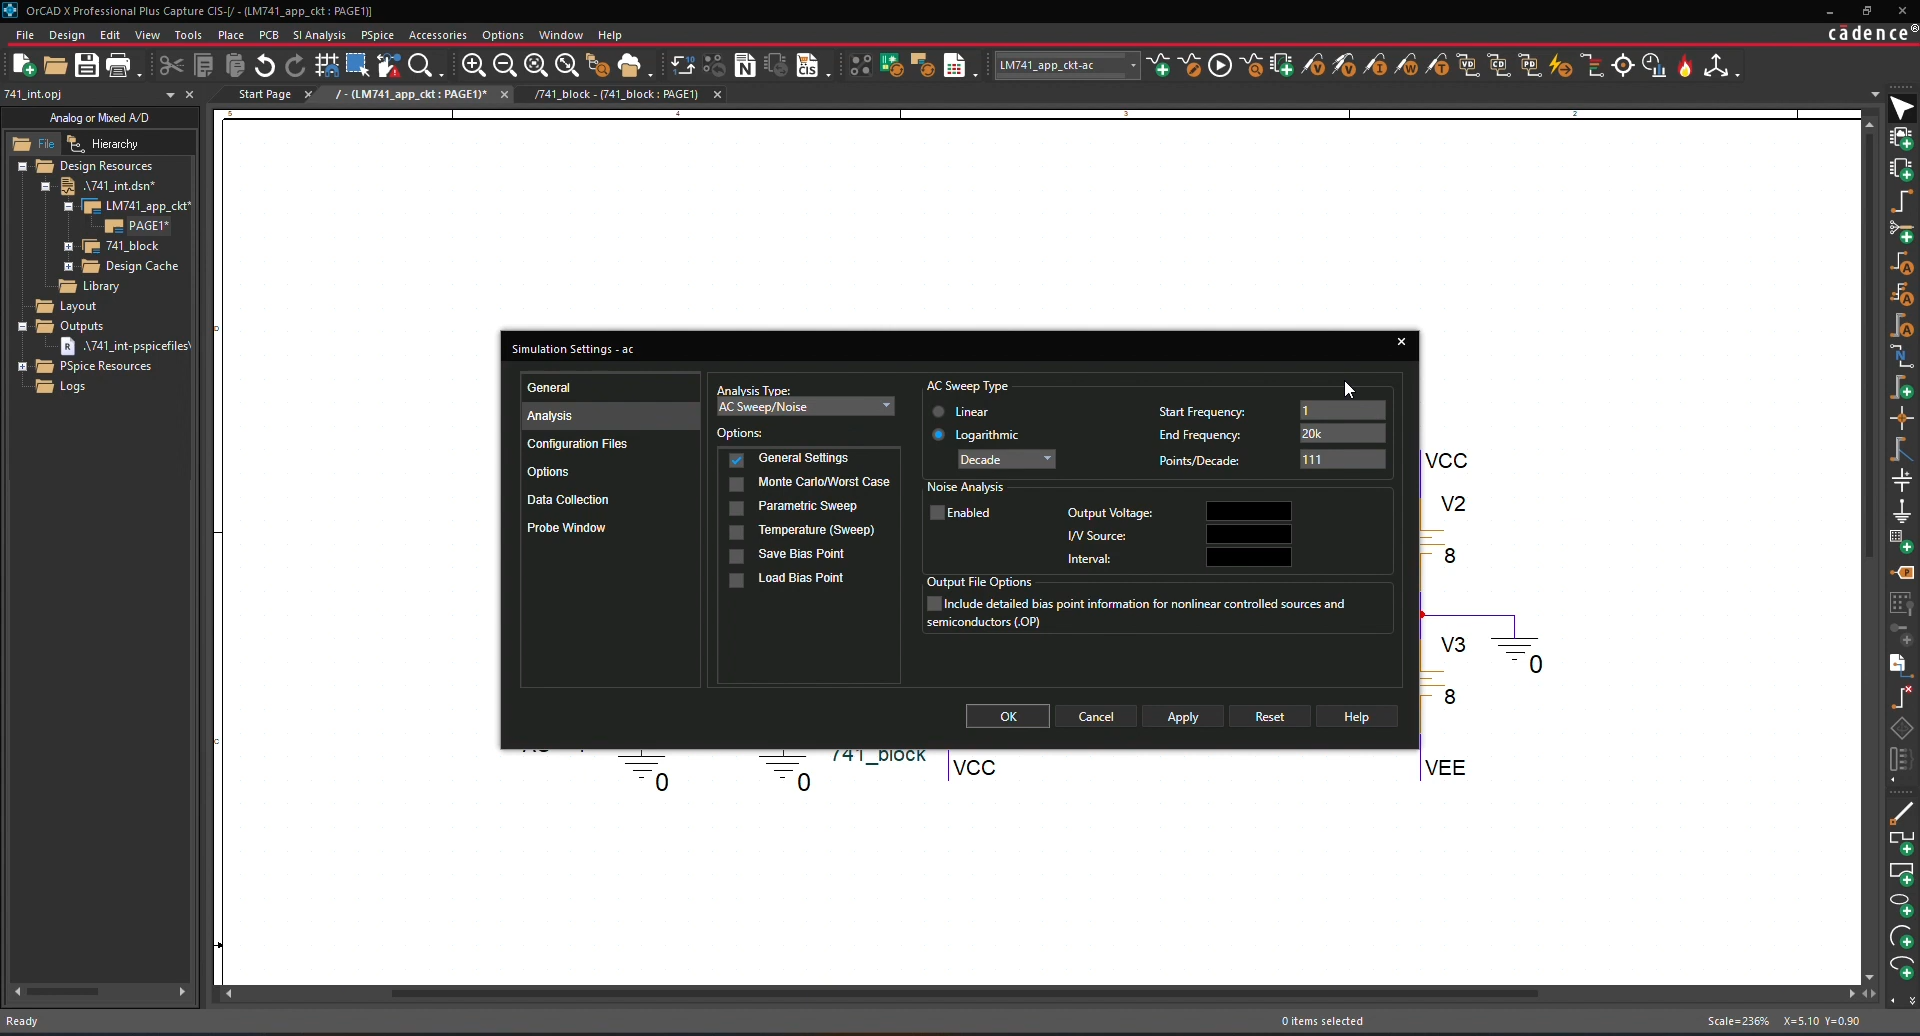 OrCAD X Professional Plus Capture CIS-[/ - (LM741_app_ckt : PAGE1)]
File Design Edit View Tools Place PCB SI Analysis PSpice Accessories Options Window Help
cādence®
LM741_app_ckt-ac
741_int.opj
Start Page
/ - (LM741_app_ckt : PAGE1)*
/741_block - (741_block : PAGE1)
Analog or Mixed A/D
File Hierarchy
Design Resources
.\741_int.dsn*
LM741_app_ckt*
PAGE1*
741_block
Design Cache
Library
Layout
Outputs
.\741_int-pspicefiles\
PSpice Resources
Logs
5 4 3 2
D
C
Simulation Settings - ac
General
Analysis
Configuration Files
Options
Data Collection
Probe Window
Analysis Type:
AC Sweep/Noise
Options:
General Settings
Monte Carlo/Worst Case
Parametric Sweep
Temperature (Sweep)
Save Bias Point
Load Bias Point
AC Sweep Type
Linear
Logarithmic
Decade
Start Frequency: 1
End Frequency: 20k
Points/Decade: 111
Noise Analysis
Enabled
Output Voltage:
I/V Source:
Interval:
Output File Options
Include detailed bias point information for nonlinear controlled sources and
semiconductors (.OP)
OK Cancel Apply Reset Help
VCC
V2
8
V3
0
8
VEE
741_block
VCC
0
0
Ready
0 items selected
Scale=236% X=5.10 Y=0.90